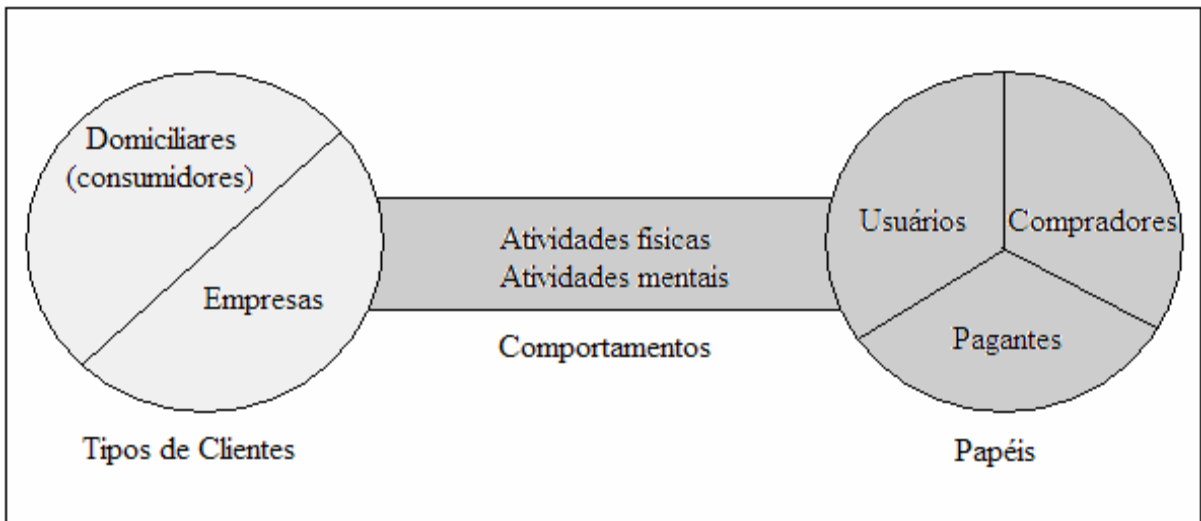 Domiciliares
(consumidores)
Empresas
Tipos de Clientes
Atividades físicas
Atividades mentais
Comportamentos
Usuários
Compradores
Pagantes
Papéis